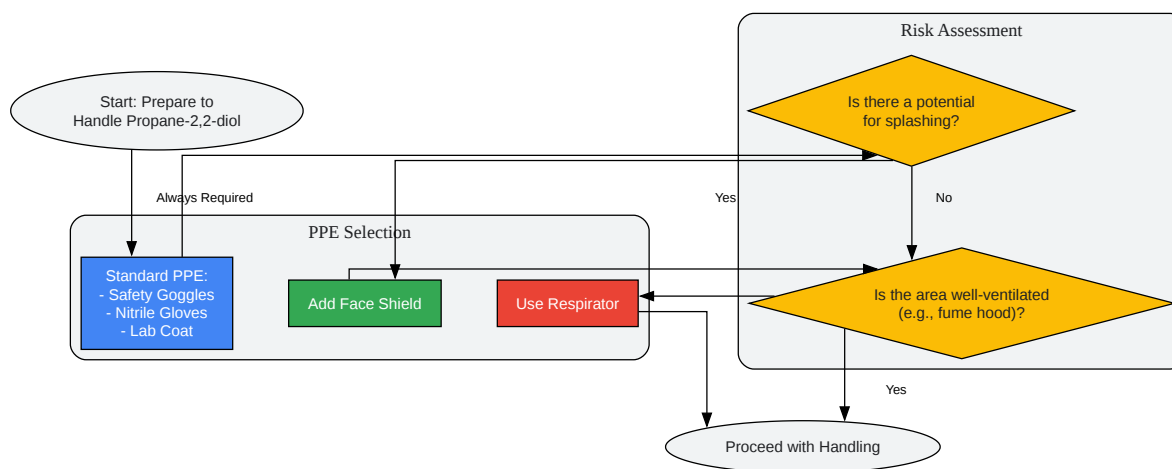 Risk Assessment
Start: Prepare to
Handle Propane-2,2-diol
Is there a potential
for splashing?
Always Required
Yes
No
PPE Selection
Standard PPE:
- Safety Goggles
- Nitrile Gloves
- Lab Coat
Add Face Shield
Use Respirator
Is the area well-ventilated
(e.g., fume hood)?
Yes
Proceed with Handling